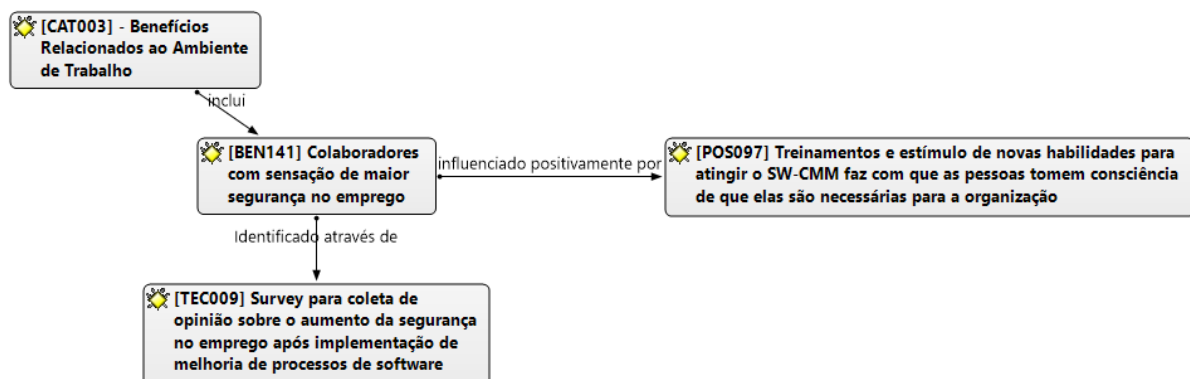 [CAT003] - Benefícios
Relacionados ao Ambiente
de Trabalho
inclui
[BEN141] Colaboradores
com sensação de maior
segurança no emprego
influenciado positivamente por
[POS097] Treinamentos e estímulo de novas habilidades para
atingir o SW-CMM faz com que as pessoas tomem consciência
de que elas são necessárias para a organização
Identificado através de
[TEC009] Survey para coleta de
opinião sobre o aumento da segurança
no emprego após implementação de
melhoria de processos de software